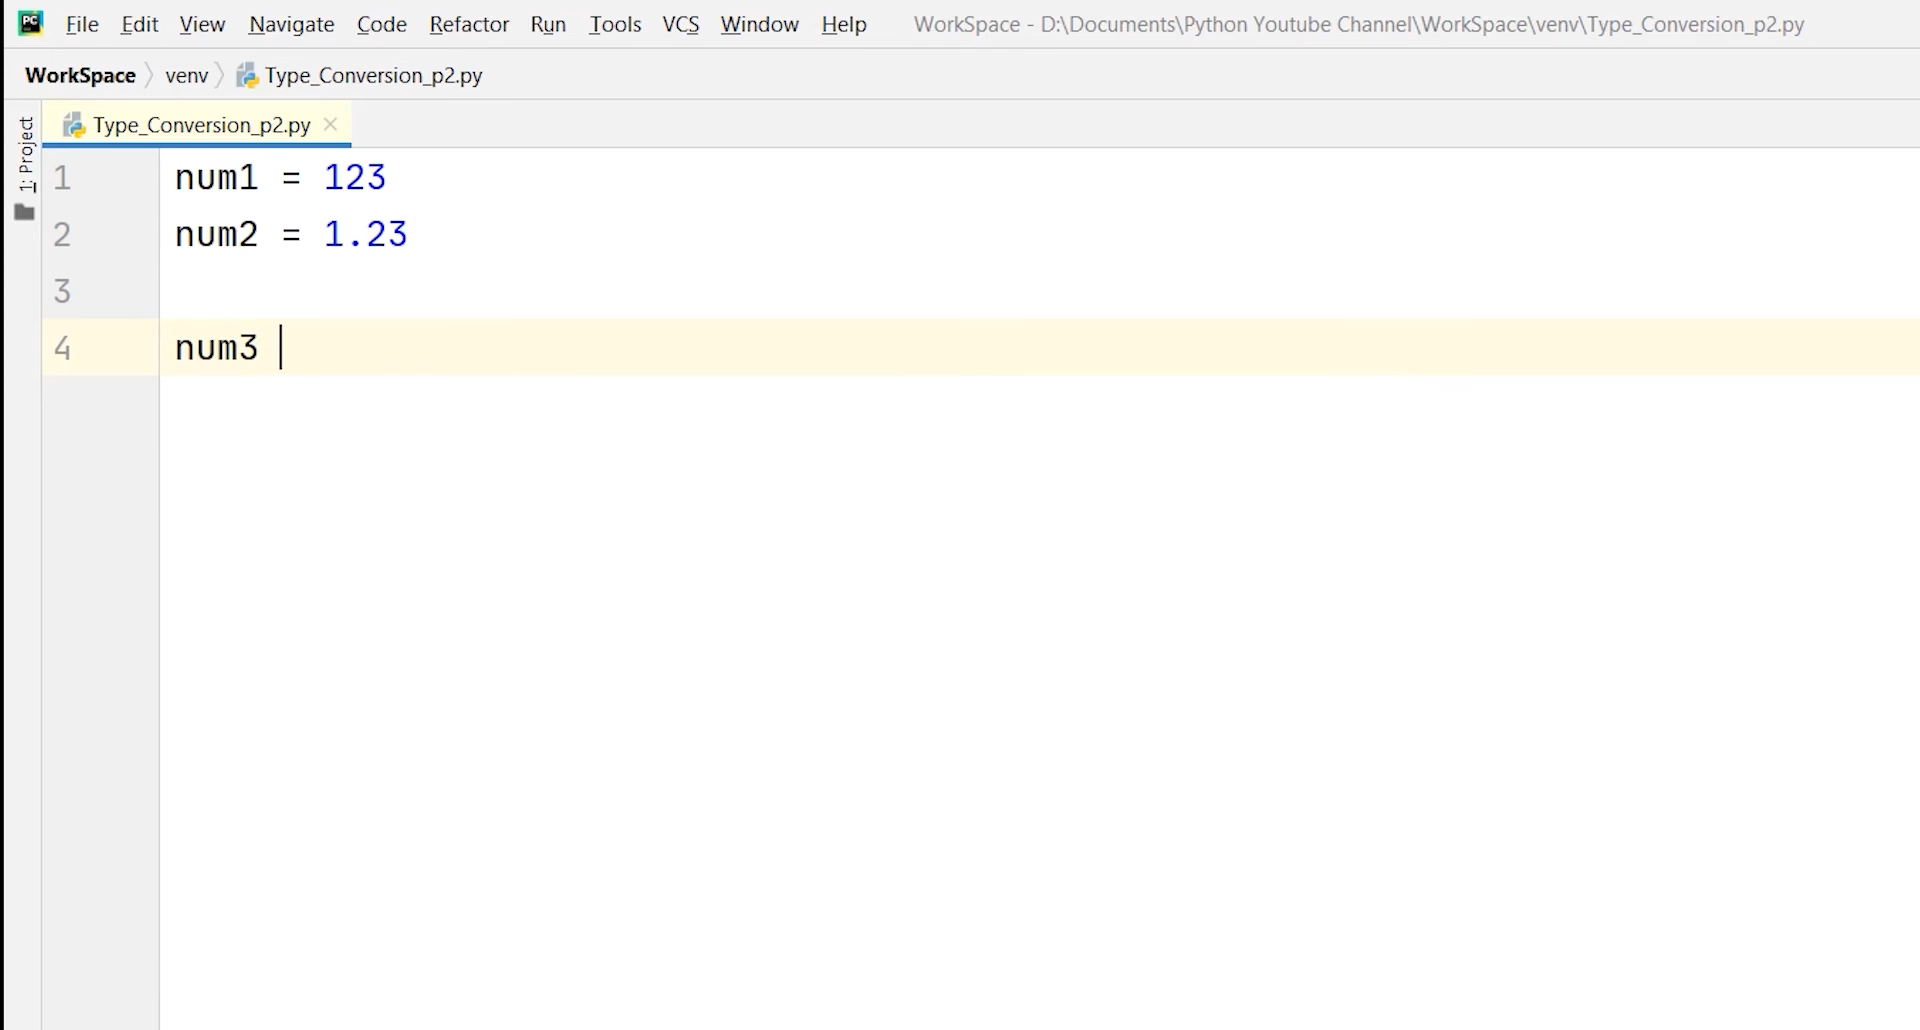 PC File Edit View Navigate Code Refactor Run Tools VCS Window Help WorkSpace - D:\Documents\Python Youtube Channel\WorkSpace\venv\Type_Conversion_p2.py
WorkSpace venv Type_Conversion_p2.py
1: Project
Type_Conversion_p2.py
1 num1 = 123
2 num2 = 1.23
3
4 num3